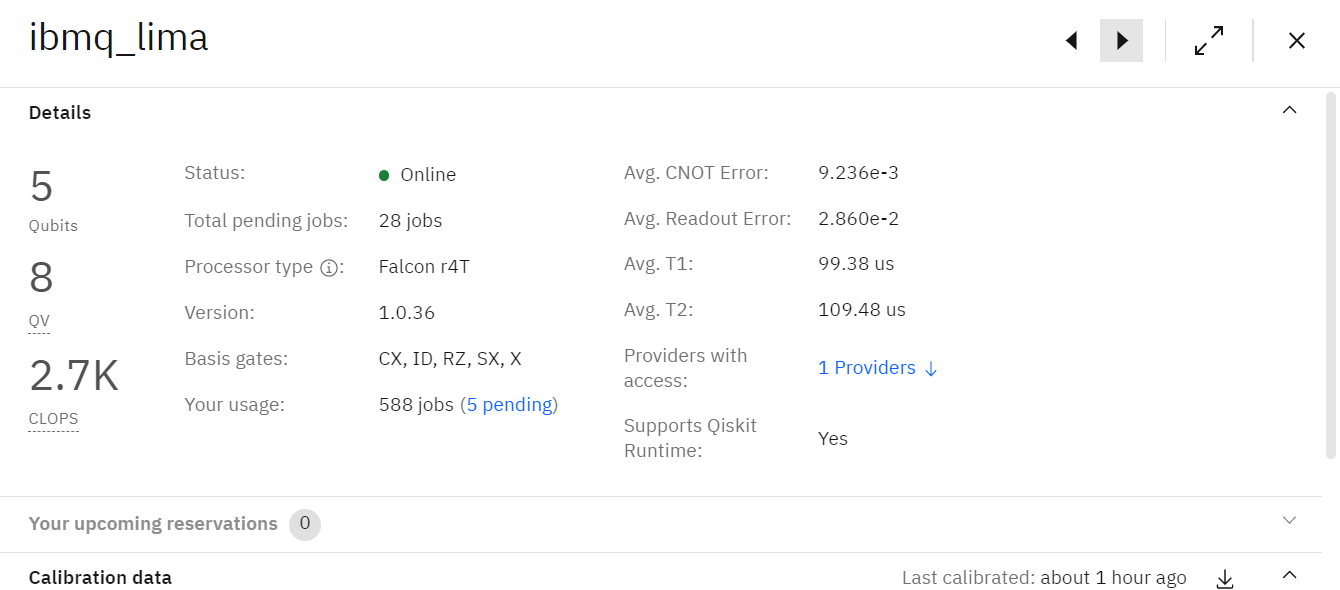 ibmq_lima
Details
5
Qubits
8
QV
2.7K
CLOPS
Status: Online
Total pending jobs: 28 jobs
Processor type : Falcon r4T
Version: 1.0.36
Basis gates: CX, ID, RZ, SX, X
Your usage: 588 jobs (5 pending)
Avg. CNOT Error: 9.236e-3
Avg. Readout Error: 2.860e-2
Avg. T1: 99.38 us
Avg. T2: 109.48 us
Providers with
access: 1 Providers ↓
Supports Qiskit
Runtime: Yes
Your upcoming reservations 0
Calibration data Last calibrated: about 1 hour ago